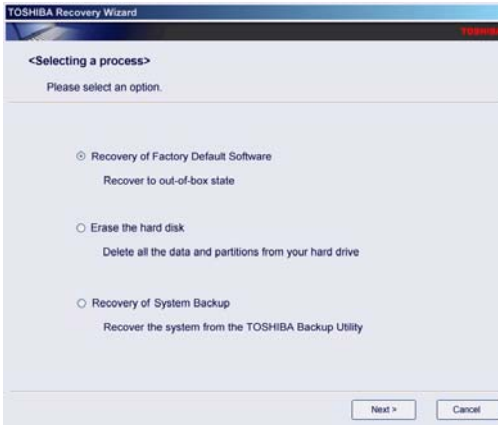 TOSHIBA Recovery Wizard
TOSHIBA
<Selecting a process>
Please select an option.
Recovery of Factory Default Software
Recover to out-of-box state
Erase the hard disk
Delete all the data and partitions from your hard drive
Recovery of System Backup
Recover the system from the TOSHIBA Backup Utility
Next >
Cancel